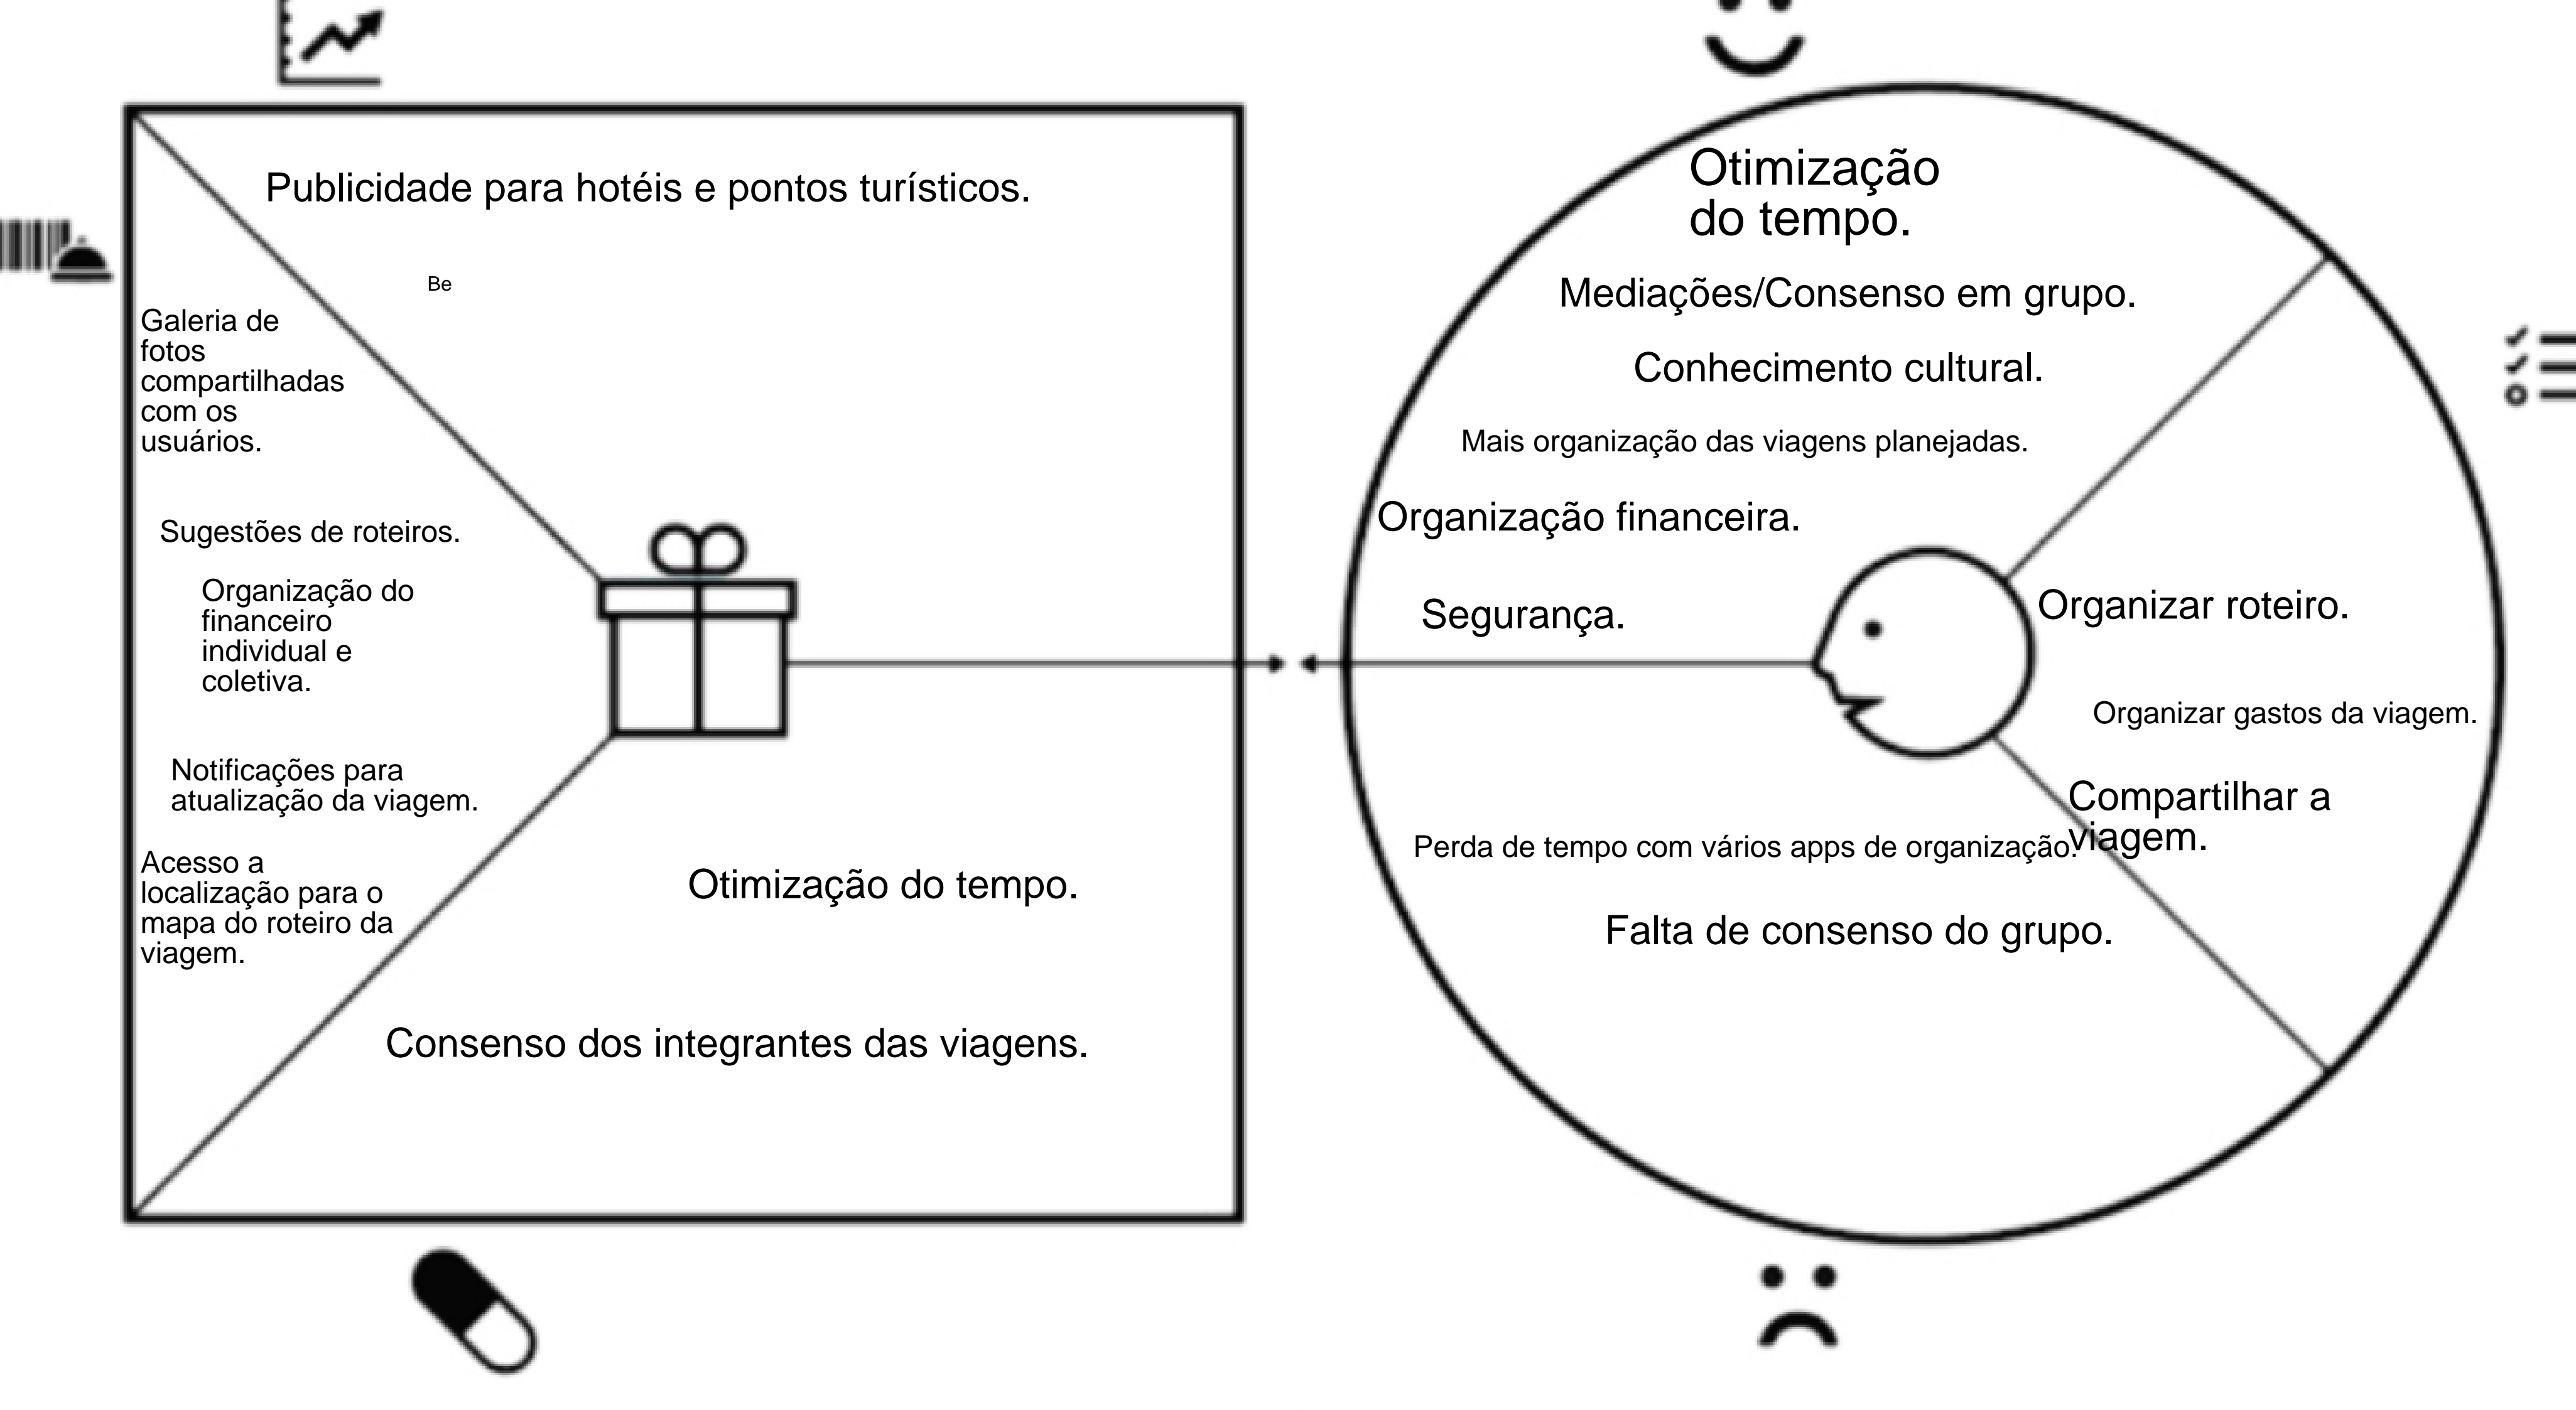 Publicidade para hotéis e pontos turísticos.
Be
Galeria de
fotos
compartilhadas
com os
usuários.
Sugestões de roteiros.
Organização do
financeiro
individual e
coletiva.
Notificações para
atualização da viagem.
Acesso a
localização para o
mapa do roteiro da
viagem.
Otimização do tempo.
Consenso dos integrantes das viagens.
Otimização
do tempo.
Mediações/Consenso em grupo.
Conhecimento cultural.
Mais organização das viagens planejadas.
Organização financeira.
Segurança.
Organizar roteiro.
Organizar gastos da viagem.
Compartilhar a
viagem.
Perda de tempo com vários apps de organização.
Falta de consenso do grupo.